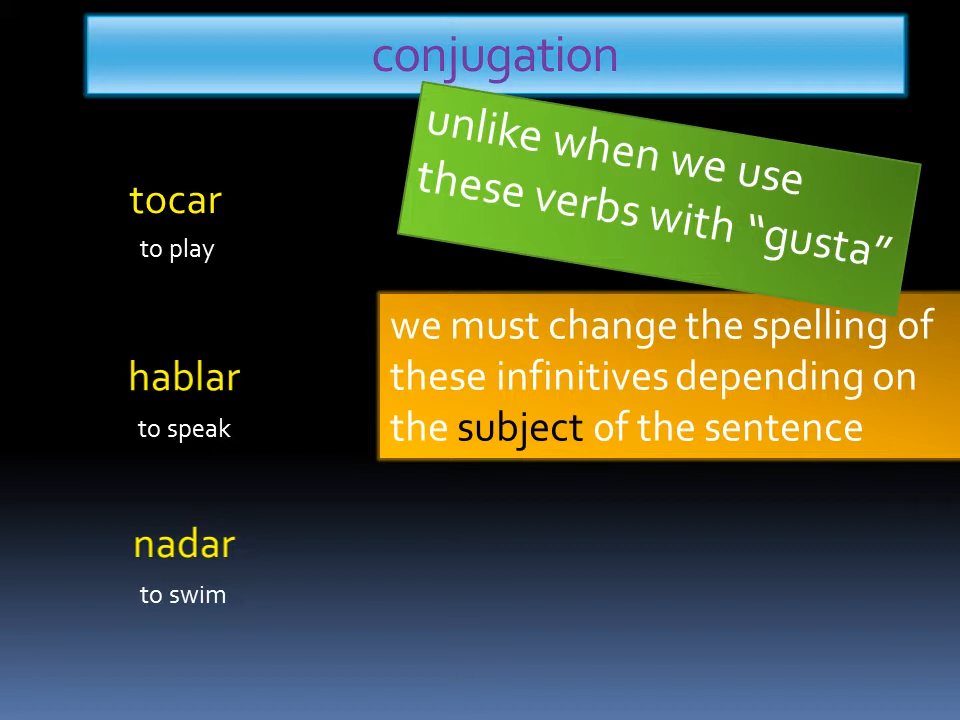 conjugation
unlike when we use
these verbs with “gusta”
tocar
to play
we must change the spelling of
these infinitives depending on
the subject of the sentence
hablar
to speak
nadar
to swim